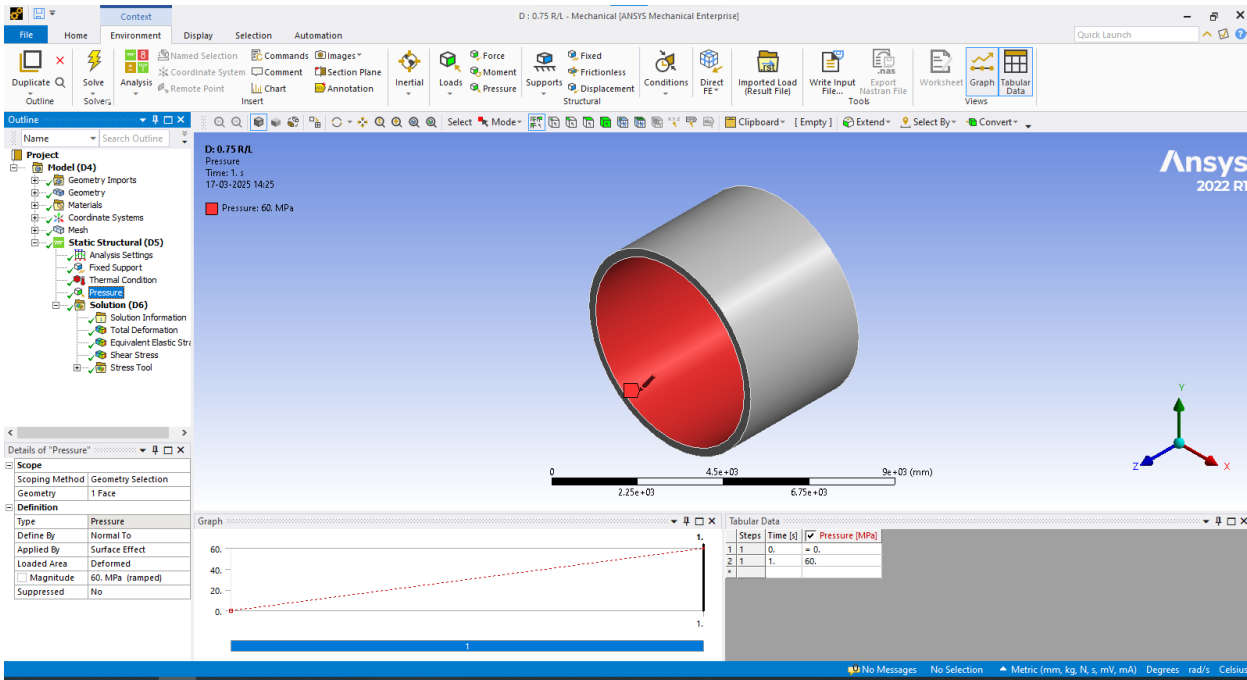 Context
D : 0.75 R/L - Mechanical [ANSYS Mechanical Enterprise]
File Home Environment Display Selection Automation
Quick Launch
Duplicate
Outline
Solve
Solver
Analysis
Named Selection
Coordinate System
Remote Point
Commands
Comment
Chart
Images
Section Plane
Annotation
Insert
Inertial
Loads
Force
Moment
Pressure
Supports
Fixed
Frictionless
Displacement
Structural
Conditions
Direct FE
Imported Load (Result File)
Write Input File...
.nas
Export Nastran File
Tools
Worksheet
Graph
Tabular Data
Views
Outline
Select Mode Clipboard [ Empty ] Extend Select By Convert
Name Search Outline
Project
Model (D4)
Geometry Imports
Geometry
Materials
Coordinate Systems
Mesh
Static Structural (D5)
Analysis Settings
Fixed Support
Thermal Condition
Pressure
Solution (D6)
Solution Information
Total Deformation
Equivalent Elastic Stra
Shear Stress
Stress Tool
D: 0.75 R/L
Pressure
Time: 1. s
17-03-2025 14:25
Pressure: 60. MPa
Ansys
2022 R1
0 4.5e+03 9e+03 (mm)
2.25e+03 6.75e+03
Y
Z X
Details of "Pressure"
Scope
Scoping Method Geometry Selection
Geometry 1 Face
Definition
Type Pressure
Define By Normal To
Applied By Surface Effect
Loaded Area Deformed
Magnitude 60. MPa (ramped)
Suppressed No
Graph
1.
60.
40.
20.
0.
1.
1
Tabular Data
Steps Time [s] Pressure [MPa]
1 1 0. = 0.
2 1 1. 60.
*
No Messages No Selection Metric (mm, kg, N, s, mV, mA) Degrees rad/s Celsius